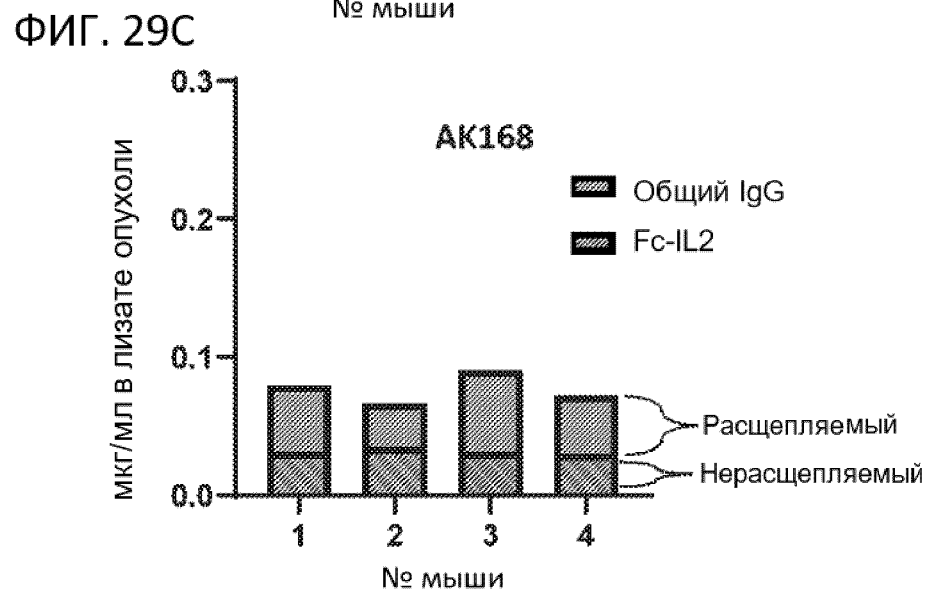 № мыши
ФИГ. 29C
0.3
AK168
Общий IgG
0.2
Fc-IL2
мкг/мл в лизате опухоли
0.1
Расщепляемый
Нерасщепляемый
0.0
1 2 3 4
№ мыши